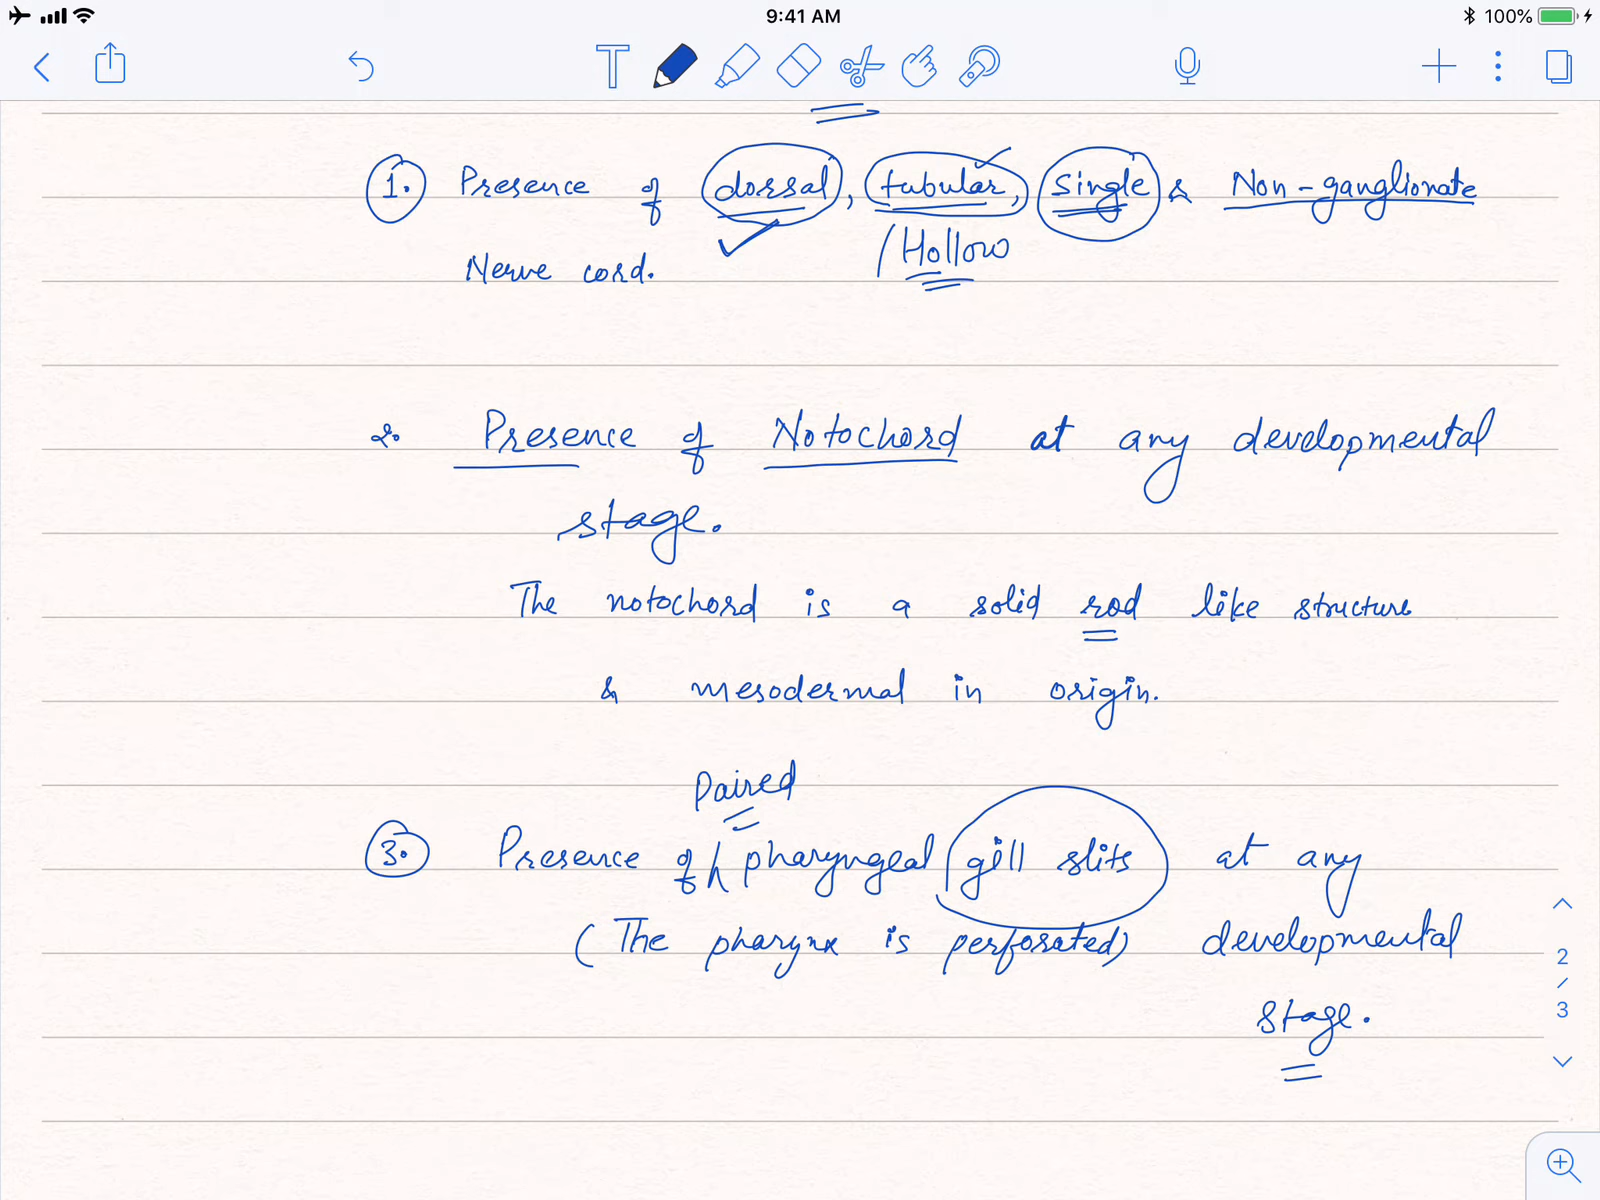 9:41 AM
100%
T
1. Presence of dorsal, tubular, single & Non-ganglionate
/Hollow
Nerve cord.
2. Presence of Notochord at any developmental
stage.
The notochord is a solid rod like structure
& mesodermal in origin.
Paired
3. Presence of pharyngeal gill slits at any
(The pharynx is perforated) developmental
stage.
2
/
3